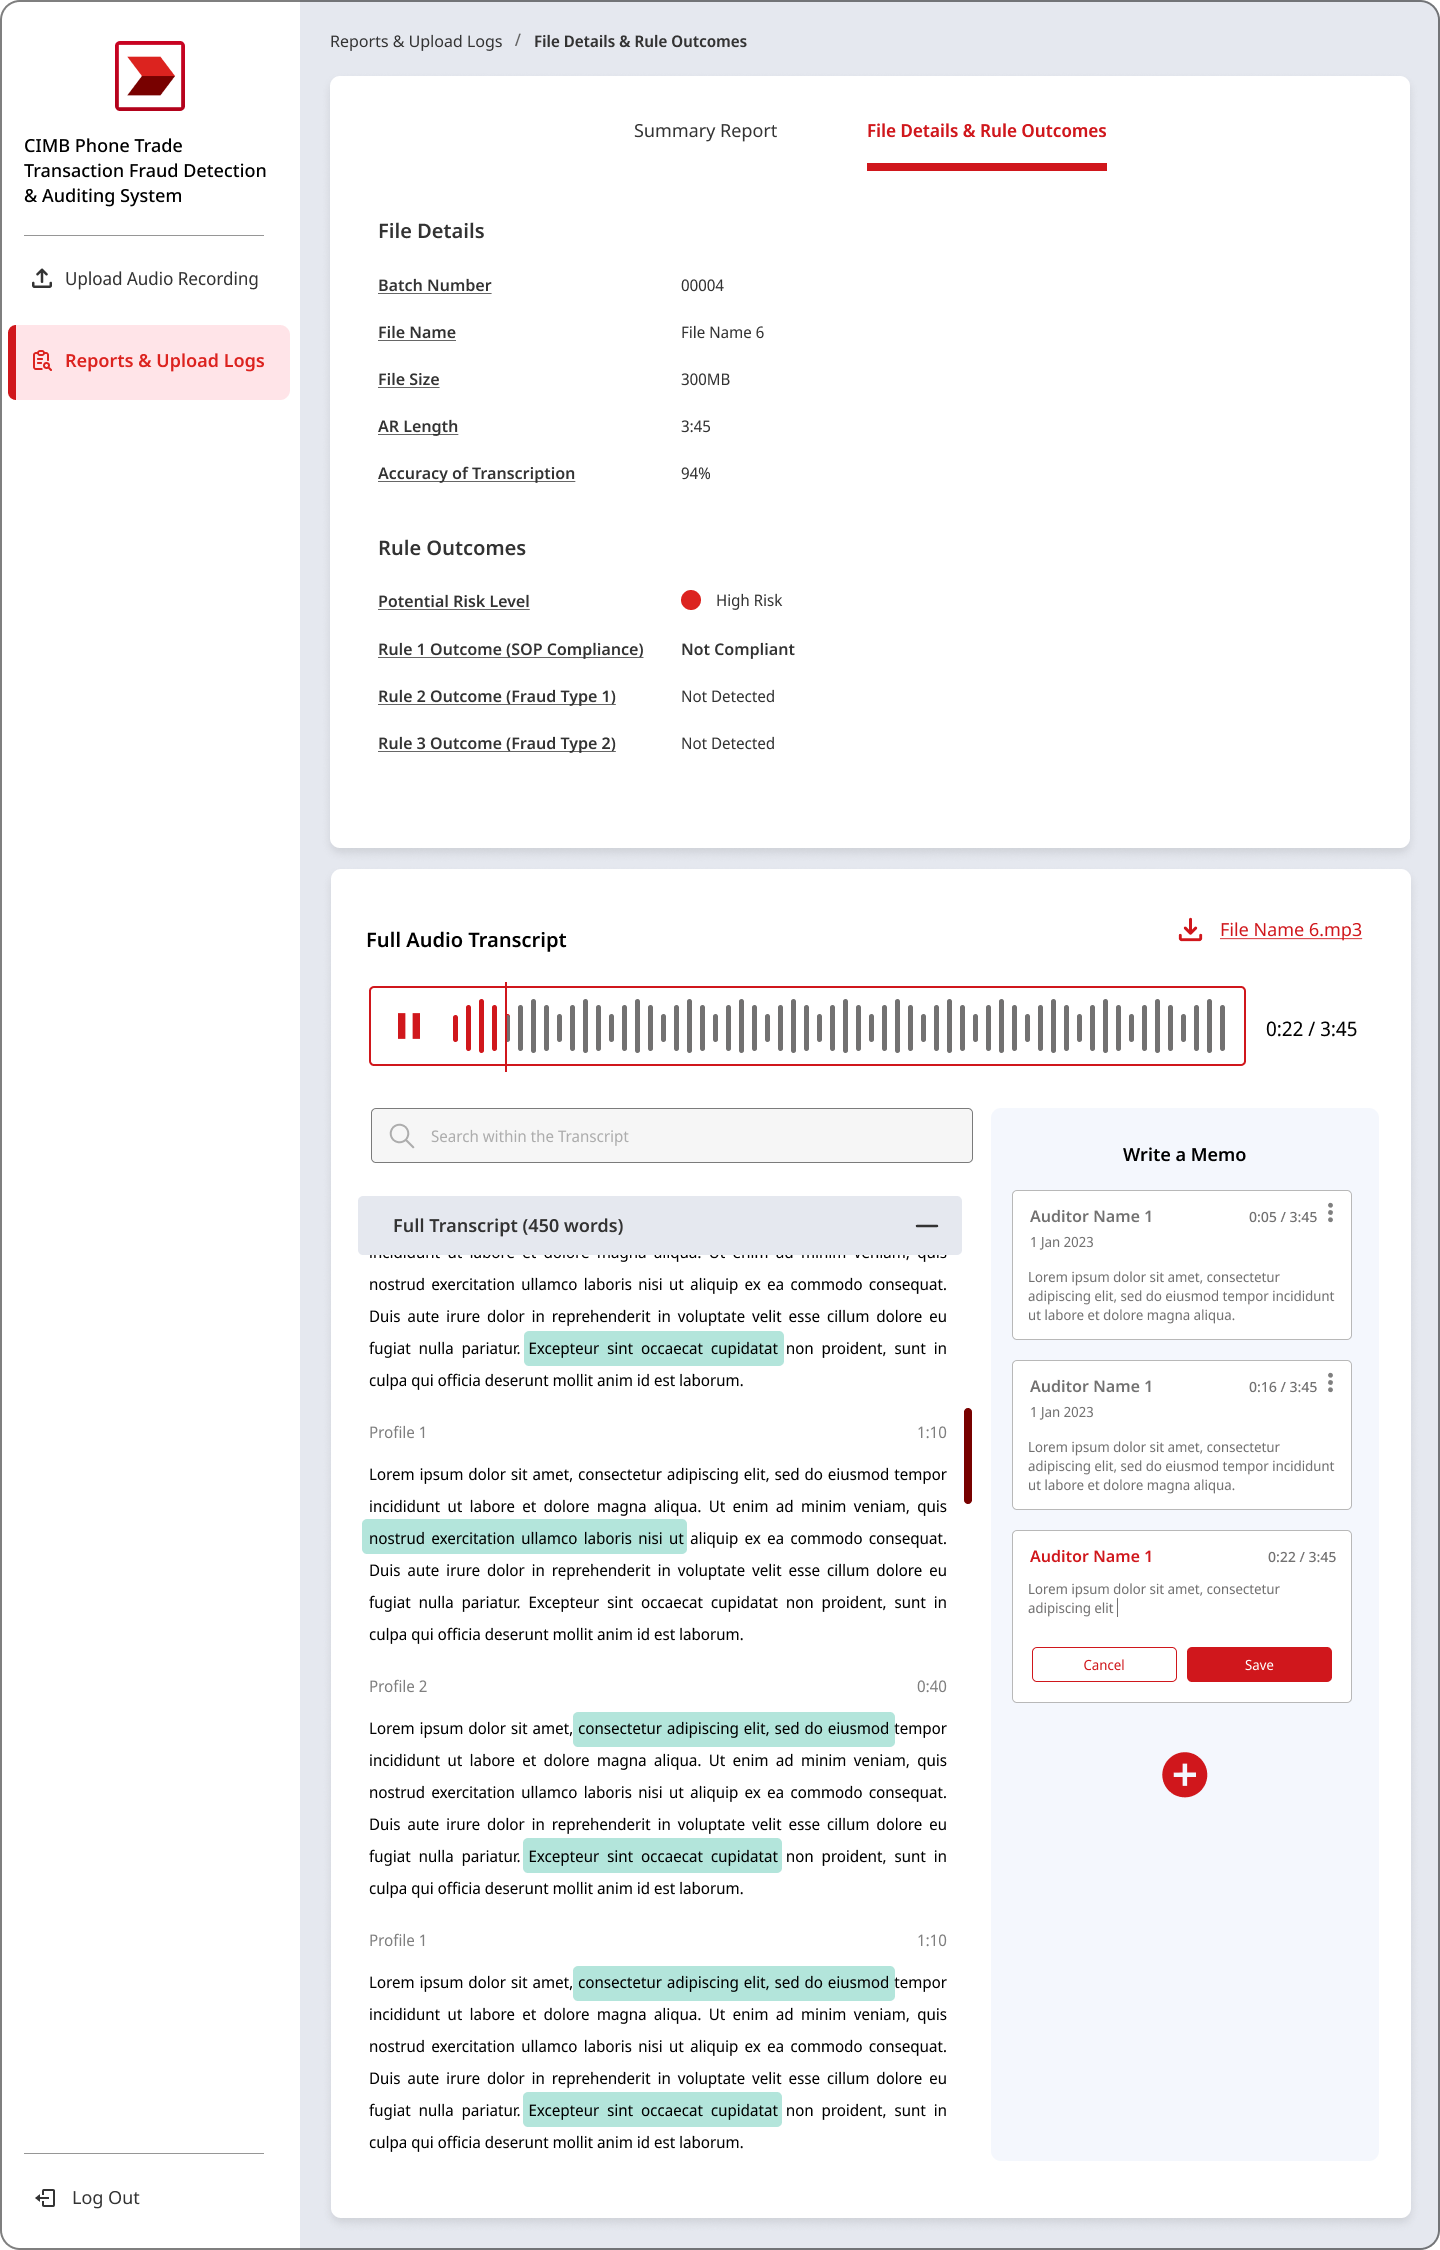 CIMB Phone Trade
Transaction Fraud Detection
& Auditing System
Upload Audio Recording
Reports & Upload Logs
Log Out
Reports & Upload Logs / File Details & Rule Outcomes
Summary Report
File Details & Rule Outcomes
File Details
Batch Number 00004
File Name File Name 6
File Size 300MB
AR Length 3:45
Accuracy of Transcription 94%
Rule Outcomes
Potential Risk Level High Risk
Rule 1 Outcome (SOP Compliance) Not Compliant
Rule 2 Outcome (Fraud Type 1) Not Detected
Rule 3 Outcome (Fraud Type 2) Not Detected
Full Audio Transcript
File Name 6.mp3
0:22 / 3:45
Search within the Transcript
Full Transcript (450 words)
incididunt ut labore et dolore magna aliqua. Ut enim ad minim veniam, quis
nostrud exercitation ullamco laboris nisi ut aliquip ex ea commodo consequat.
Duis aute irure dolor in reprehenderit in voluptate velit esse cillum dolore eu
fugiat nulla pariatur. Excepteur sint occaecat cupidatat non proident, sunt in
culpa qui officia deserunt mollit anim id est laborum.
Profile 1 1:10
Lorem ipsum dolor sit amet, consectetur adipiscing elit, sed do eiusmod tempor
incididunt ut labore et dolore magna aliqua. Ut enim ad minim veniam, quis
nostrud exercitation ullamco laboris nisi ut aliquip ex ea commodo consequat.
Duis aute irure dolor in reprehenderit in voluptate velit esse cillum dolore eu
fugiat nulla pariatur. Excepteur sint occaecat cupidatat non proident, sunt in
culpa qui officia deserunt mollit anim id est laborum.
Profile 2 0:40
Lorem ipsum dolor sit amet, consectetur adipiscing elit, sed do eiusmod tempor
incididunt ut labore et dolore magna aliqua. Ut enim ad minim veniam, quis
nostrud exercitation ullamco laboris nisi ut aliquip ex ea commodo consequat.
Duis aute irure dolor in reprehenderit in voluptate velit esse cillum dolore eu
fugiat nulla pariatur. Excepteur sint occaecat cupidatat non proident, sunt in
culpa qui officia deserunt mollit anim id est laborum.
Profile 1 1:10
Lorem ipsum dolor sit amet, consectetur adipiscing elit, sed do eiusmod tempor
incididunt ut labore et dolore magna aliqua. Ut enim ad minim veniam, quis
nostrud exercitation ullamco laboris nisi ut aliquip ex ea commodo consequat.
Duis aute irure dolor in reprehenderit in voluptate velit esse cillum dolore eu
fugiat nulla pariatur. Excepteur sint occaecat cupidatat non proident, sunt in
culpa qui officia deserunt mollit anim id est laborum.
Write a Memo
Auditor Name 1 0:05 / 3:45
1 Jan 2023
Lorem ipsum dolor sit amet, consectetur
adipiscing elit, sed do eiusmod tempor incididunt
ut labore et dolore magna aliqua.
Auditor Name 1 0:16 / 3:45
1 Jan 2023
Lorem ipsum dolor sit amet, consectetur
adipiscing elit, sed do eiusmod tempor incididunt
ut labore et dolore magna aliqua.
Auditor Name 1 0:22 / 3:45
Lorem ipsum dolor sit amet, consectetur
adipiscing elit
Cancel Save